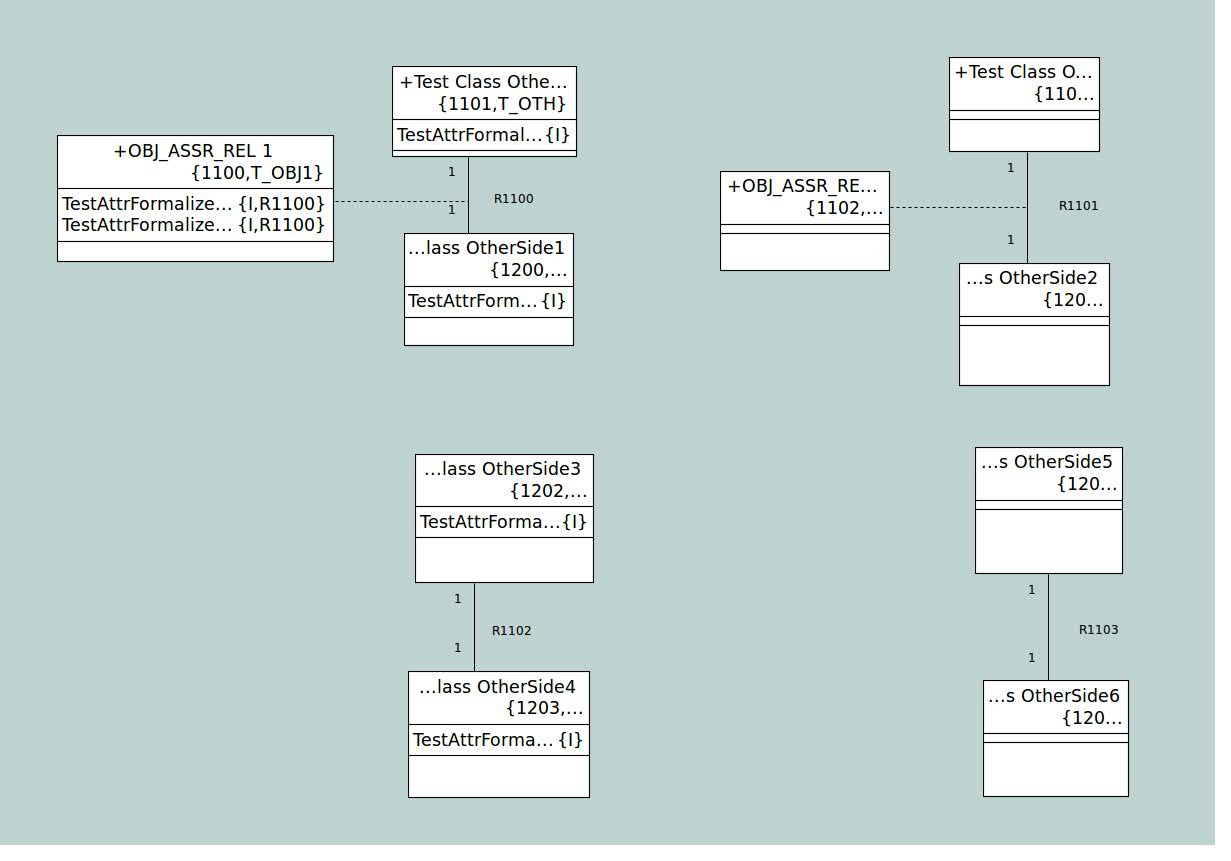 +Test Class Othe...
{1101,T_OTH}
TestAttrFormal... {I}
+OBJ_ASSR_REL 1
{1100,T_OBJ1}
TestAttrFormalize... {I,R1100}
TestAttrFormalize... {I,R1100}
1
R1100
1
...lass OtherSide1
{1200,...
TestAttrForm... {I}
+Test Class O...
{110...
+OBJ_ASSR_RE...
{1102,...
1
R1101
1
...s OtherSide2
{120...
...lass OtherSide3
{1202,...
TestAttrForma... {I}
1
R1102
1
...lass OtherSide4
{1203,...
TestAttrForma... {I}
...s OtherSide5
{120...
1
R1103
1
...s OtherSide6
{120...